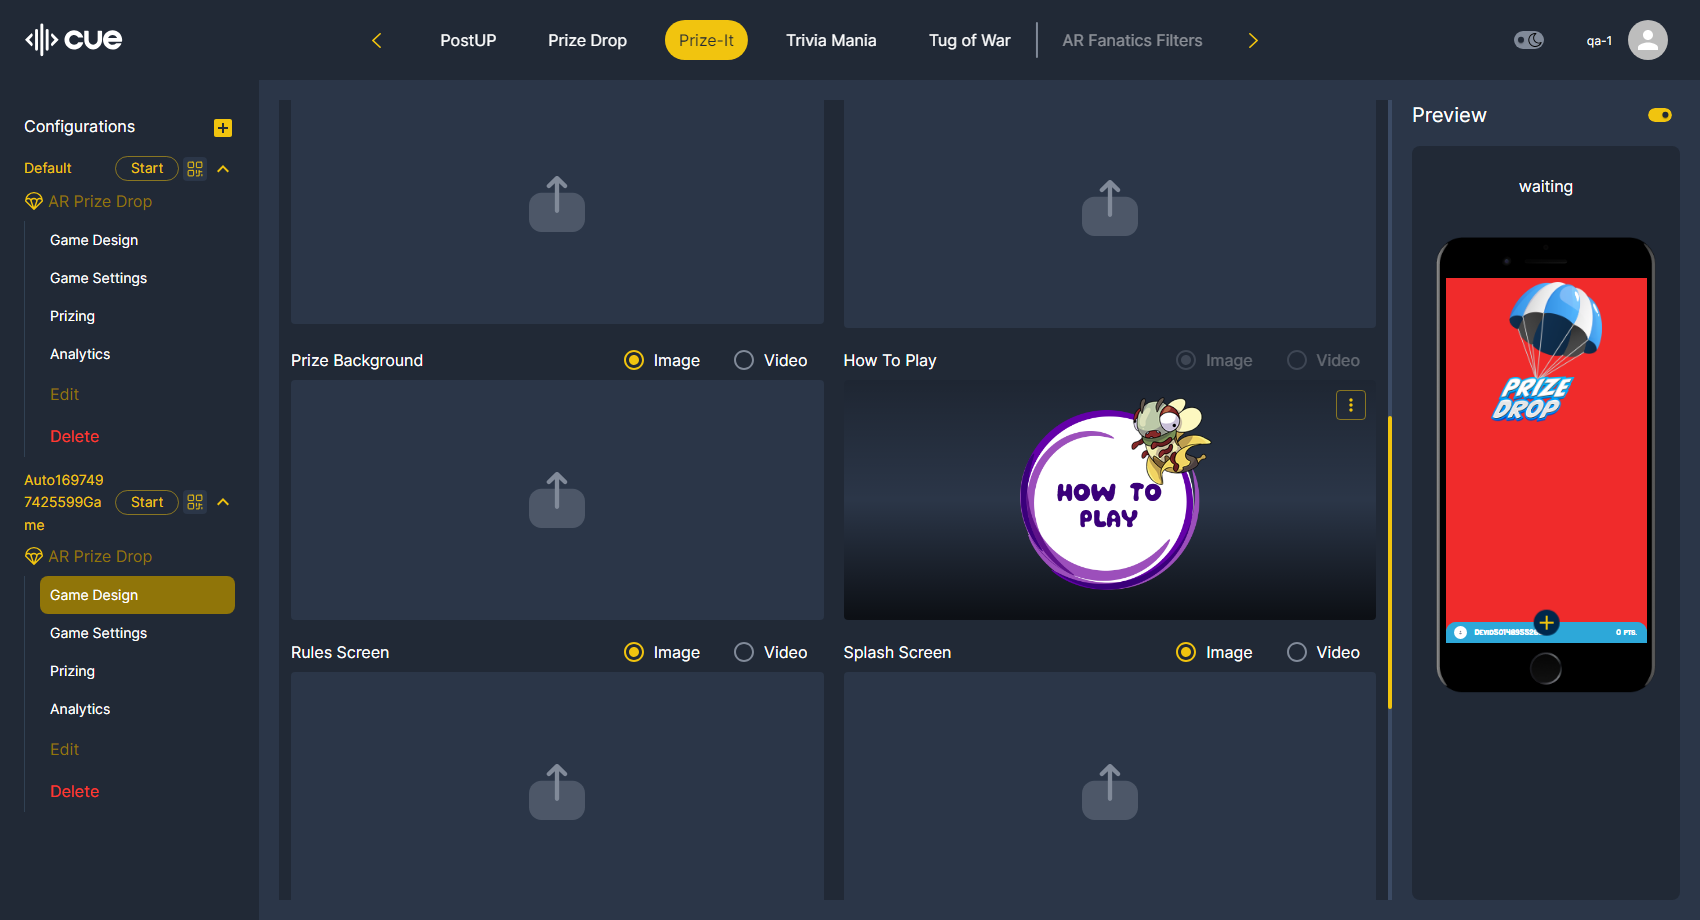 cue
PostUP
Prize Drop
Prize-It
Trivia Mania
Tug of War
AR Fanatics Filters
qa-1
Configurations
Default
Start
AR Prize Drop
Game Design
Game Settings
Prizing
Analytics
Edit
Delete
Auto169749
7425599Ga
me
Start
AR Prize Drop
Game Design
Game Settings
Prizing
Analytics
Edit
Delete
Prize Background
Image
Video
How To Play
Image
Video
HOW TO
PLAY
Rules Screen
Image
Video
Splash Screen
Image
Video
Preview
waiting
PRIZE
DROP
0 PTS.